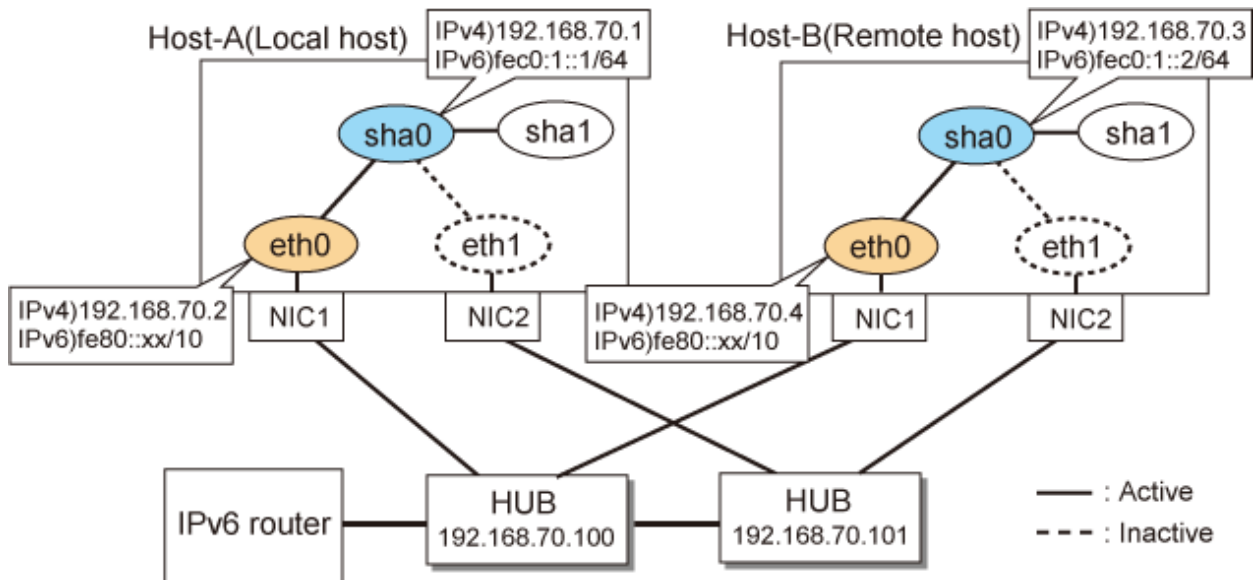 Host-A(Local host)
IPv4)192.168.70.1
IPv6)fec0:1::1/64
Host-B(Remote host)
IPv4)192.168.70.3
IPv6)fec0:1::2/64
sha0
sha1
sha0
sha1
eth0
eth1
eth0
eth1
IPv4)192.168.70.2
IPv6)fe80::xx/10
NIC1
NIC2
IPv4)192.168.70.4
IPv6)fe80::xx/10
NIC1
NIC2
IPv6 router
HUB
192.168.70.100
HUB
192.168.70.101
: Active
: Inactive